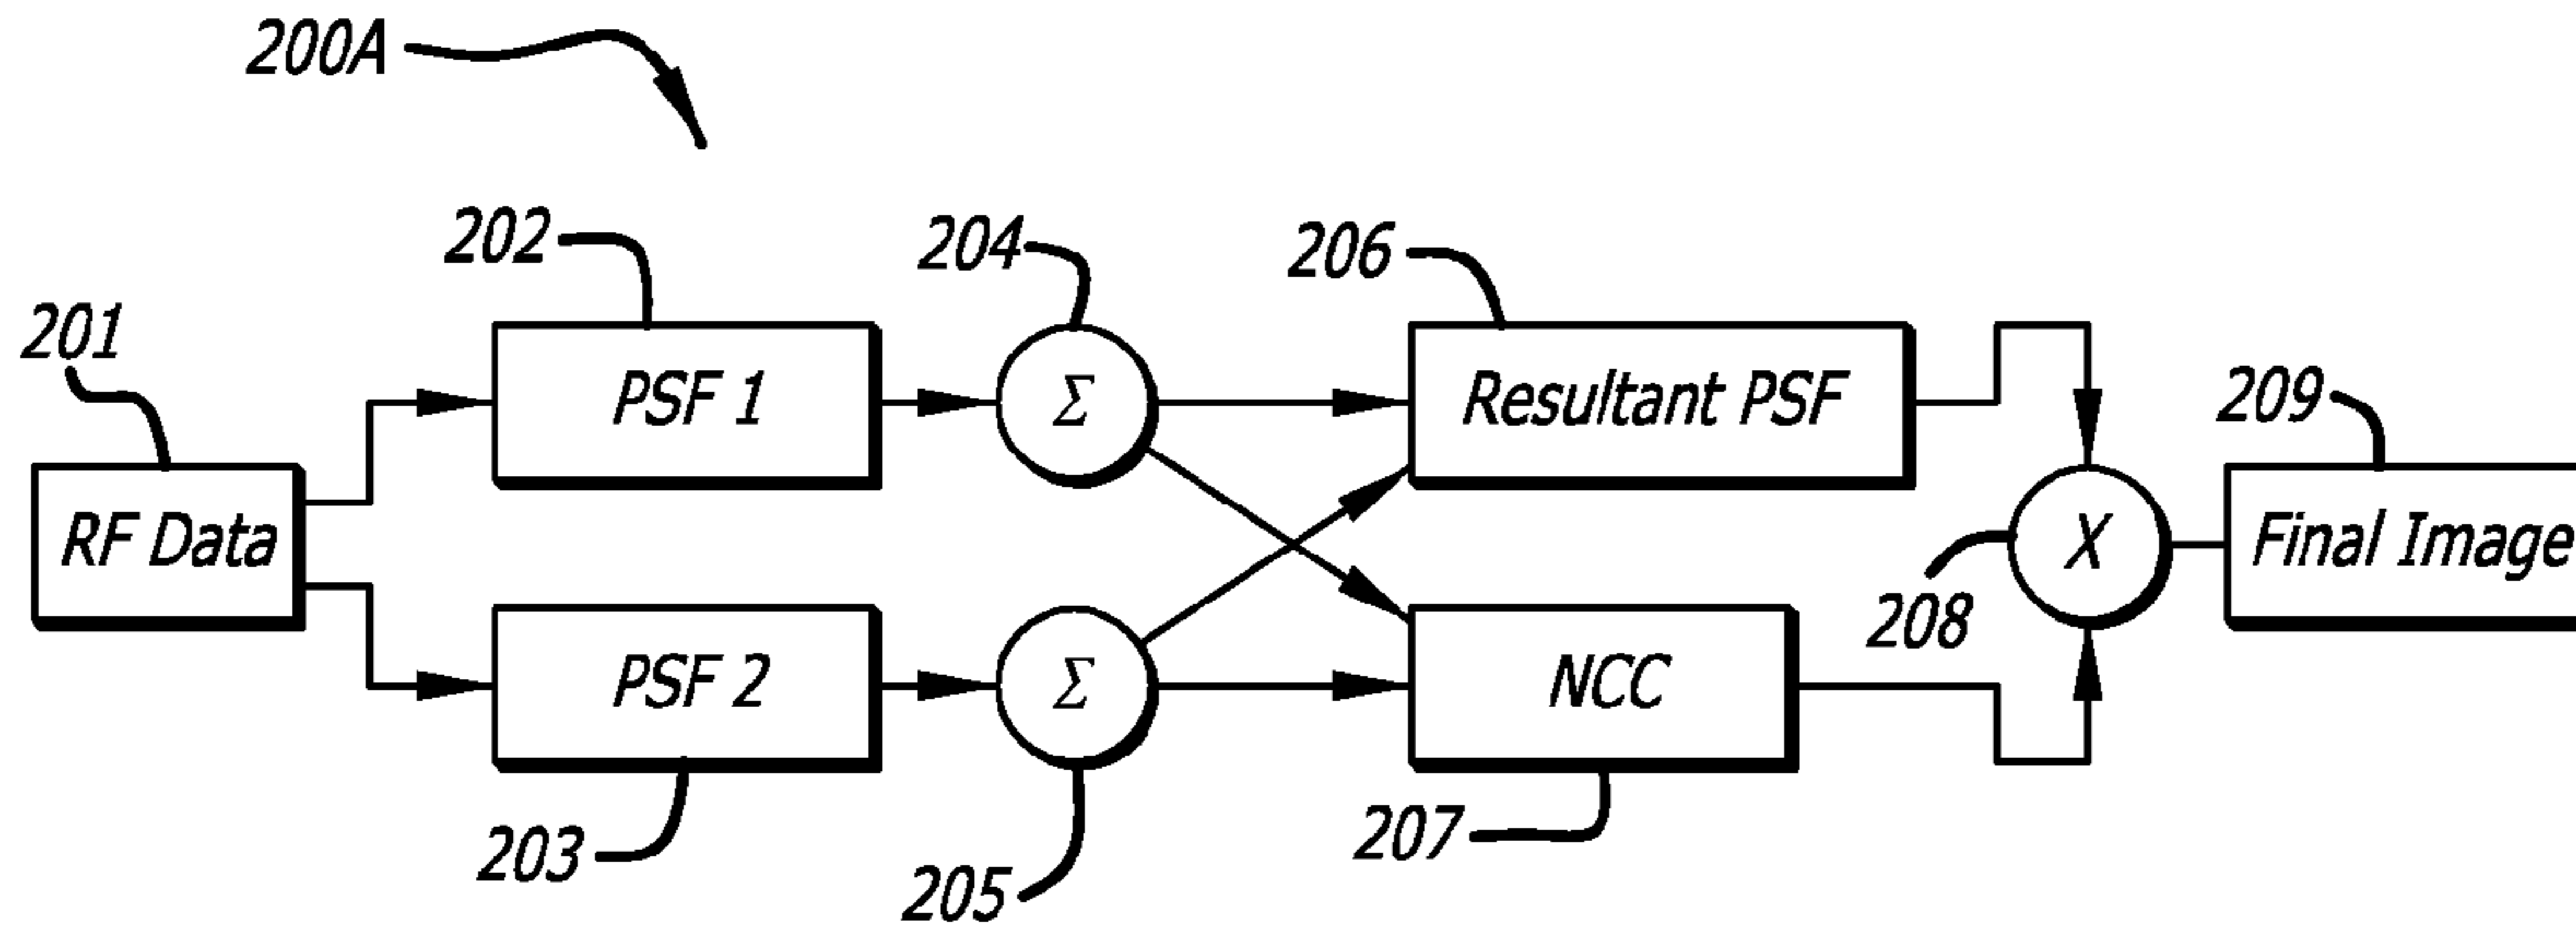 200A
202
204
206
201
PSF 1
Σ
Resultant PSF
209
RF Data
X
Final Image
208
PSF 2
Σ
NCC
203
205
207